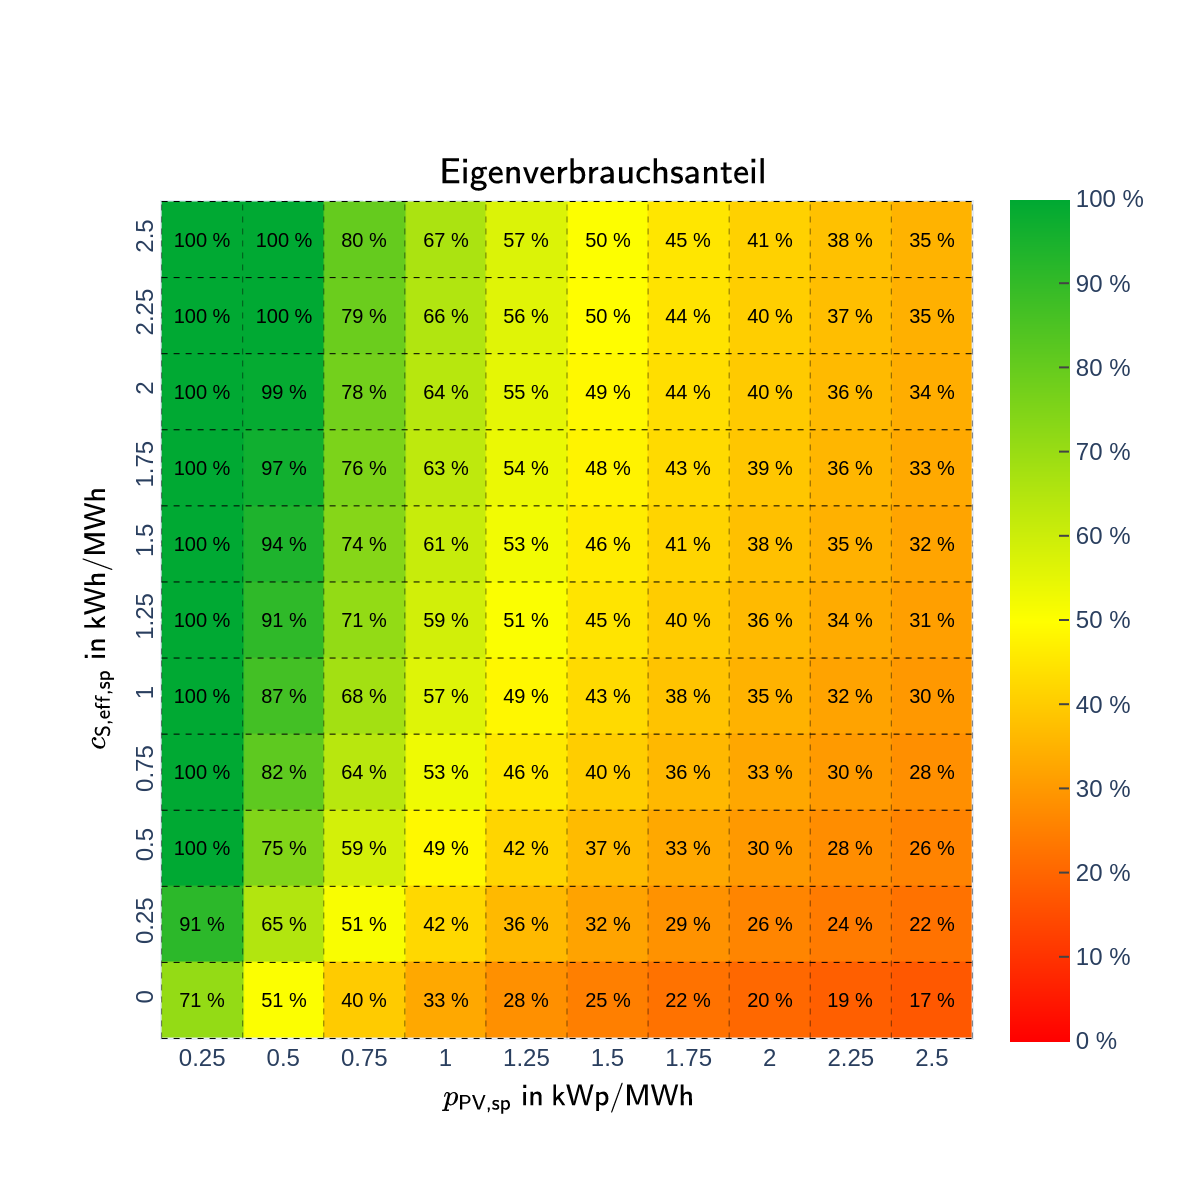 Eigenverbrauchsanteil
100 %
2.5 100 % 100 % 80 % 67 % 57 % 50 % 45 % 41 % 38 % 35 %
90 %
2.25 100 % 100 % 79 % 66 % 56 % 50 % 44 % 40 % 37 % 35 %
80 %
2 100 % 99 % 78 % 64 % 55 % 49 % 44 % 40 % 36 % 34 %
70 %
1.75 100 % 97 % 76 % 63 % 54 % 48 % 43 % 39 % 36 % 33 %
60 %
1.5 100 % 94 % 74 % 61 % 53 % 46 % 41 % 38 % 35 % 32 %
50 %
1.25 100 % 91 % 71 % 59 % 51 % 45 % 40 % 36 % 34 % 31 %
1 100 % 87 % 68 % 57 % 49 % 43 % 38 % 35 % 32 % 30 %
40 %
0.75 100 % 82 % 64 % 53 % 46 % 40 % 36 % 33 % 30 % 28 %
30 %
0.5 100 % 75 % 59 % 49 % 42 % 37 % 33 % 30 % 28 % 26 %
20 %
0.25 91 % 65 % 51 % 42 % 36 % 32 % 29 % 26 % 24 % 22 %
10 %
0 71 % 51 % 40 % 33 % 28 % 25 % 22 % 20 % 19 % 17 %
0 %
0.25 0.5 0.75 1 1.25 1.5 1.75 2 2.25 2.5
pPV,sp in kWp/MWh
cS,eff,sp in kWh/MWh